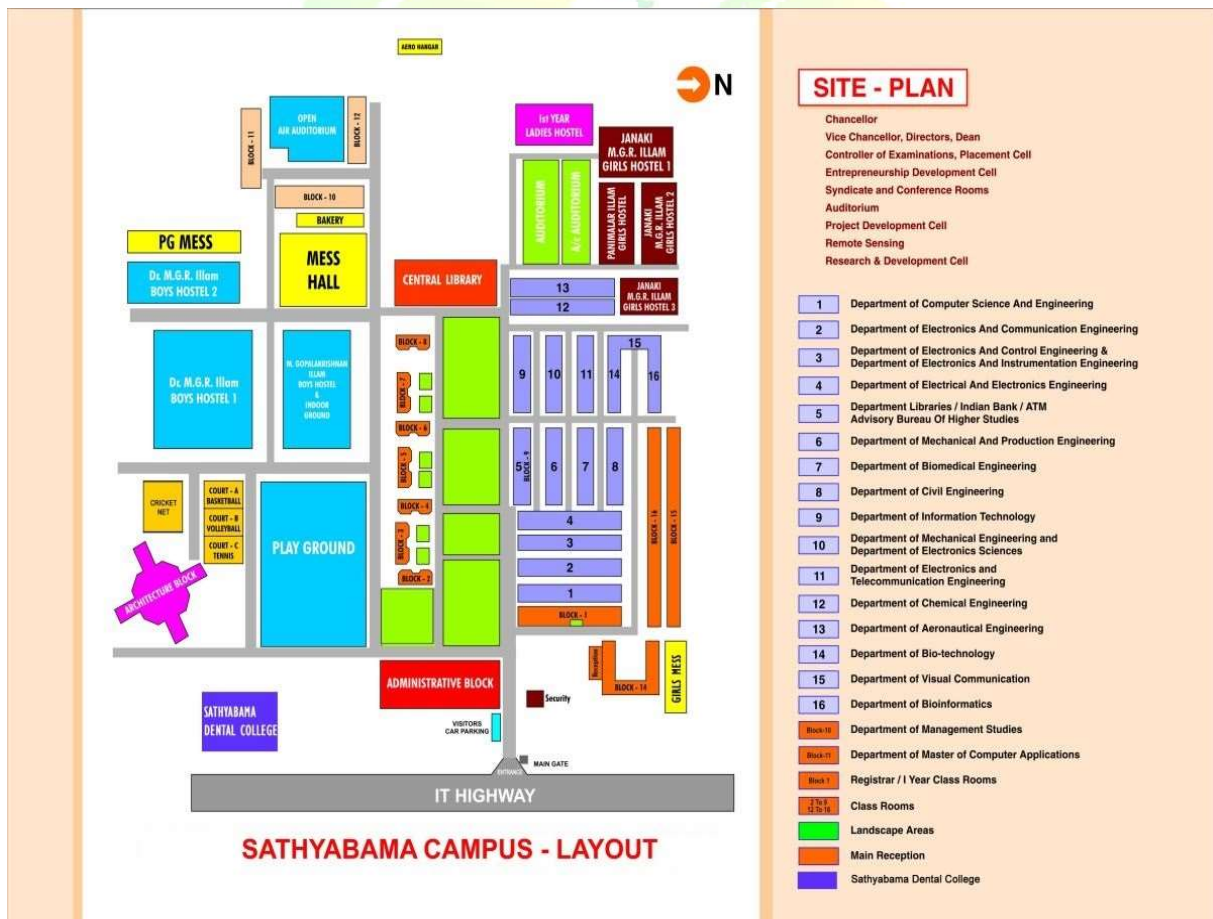 AERO HANGAR
N
OPEN
AIR AUDITORIUM
BLOCK - 11
BLOCK - 12
BLOCK - 10
BAKERY
MESS
HALL
PG MESS
Dr. M.G.R. Illam
BOYS HOSTEL 2
CENTRAL LIBRARY
Ist YEAR
LADIES HOSTEL
JANAKI
M.G.R. ILLAM
GIRLS HOSTEL 1
AUDITORIUM
A/c AUDITORIUM
PANIMALAR ILLAM
GIRLS HOSTEL
JANAKI
M.G.R. ILLAM
GIRLS HOSTEL 2
13
12
JANAKI
M.G.R. ILLAM
GIRLS HOSTEL 3
Dr. M.G.R. Illam
BOYS HOSTEL 1
M. GOPALAKRISHNAN
ILLAM
BOYS HOSTEL
&
INDOOR
GROUND
BLOCK - 8
BLOCK - 7
BLOCK - 6
BLOCK - 5
BLOCK - 4
BLOCK - 3
BLOCK - 2
9
10
11
14
15
16
5
BLOCK - 9
6
7
8
4
3
2
1
BLOCK - 1
BLOCK - 16
BLOCK - 15
CRICKET
NET
COURT - A
BASKETBALL
COURT - B
VOLLEYBALL
COURT - C
TENNIS
PLAY GROUND
ARCHITECTURE BLOCK
ADMINISTRATIVE BLOCK
Reception
BLOCK - 14
GIRLS MESS
Security
SATHYABAMA
DENTAL COLLEGE
VISITORS
CAR PARKING
MAIN GATE
ENTRANCE
IT HIGHWAY
SATHYABAMA CAMPUS - LAYOUT
SITE - PLAN
Chancellor
Vice Chancellor, Directors, Dean
Controller of Examinations, Placement Cell
Entrepreneurship Development Cell
Syndicate and Conference Rooms
Auditorium
Project Development Cell
Remote Sensing
Research & Development Cell
1 Department of Computer Science And Engineering
2 Department of Electronics And Communication Engineering
3 Department of Electronics And Control Engineering &
Department of Electronics And Instrumentation Engineering
4 Department of Electrical And Electronics Engineering
5 Department Libraries / Indian Bank / ATM
Advisory Bureau Of Higher Studies
6 Department of Mechanical And Production Engineering
7 Department of Biomedical Engineering
8 Department of Civil Engineering
9 Department of Information Technology
10 Department of Mechanical Engineering and
Department of Electronics Sciences
11 Department of Electronics and
Telecommunication Engineering
12 Department of Chemical Engineering
13 Department of Aeronautical Engineering
14 Department of Bio-technology
15 Department of Visual Communication
16 Department of Bioinformatics
Block-10 Department of Management Studies
Block-11 Department of Master of Computer Applications
Block 1 Registrar / I Year Class Rooms
Class Rooms
Landscape Areas
Main Reception
Sathyabama Dental College